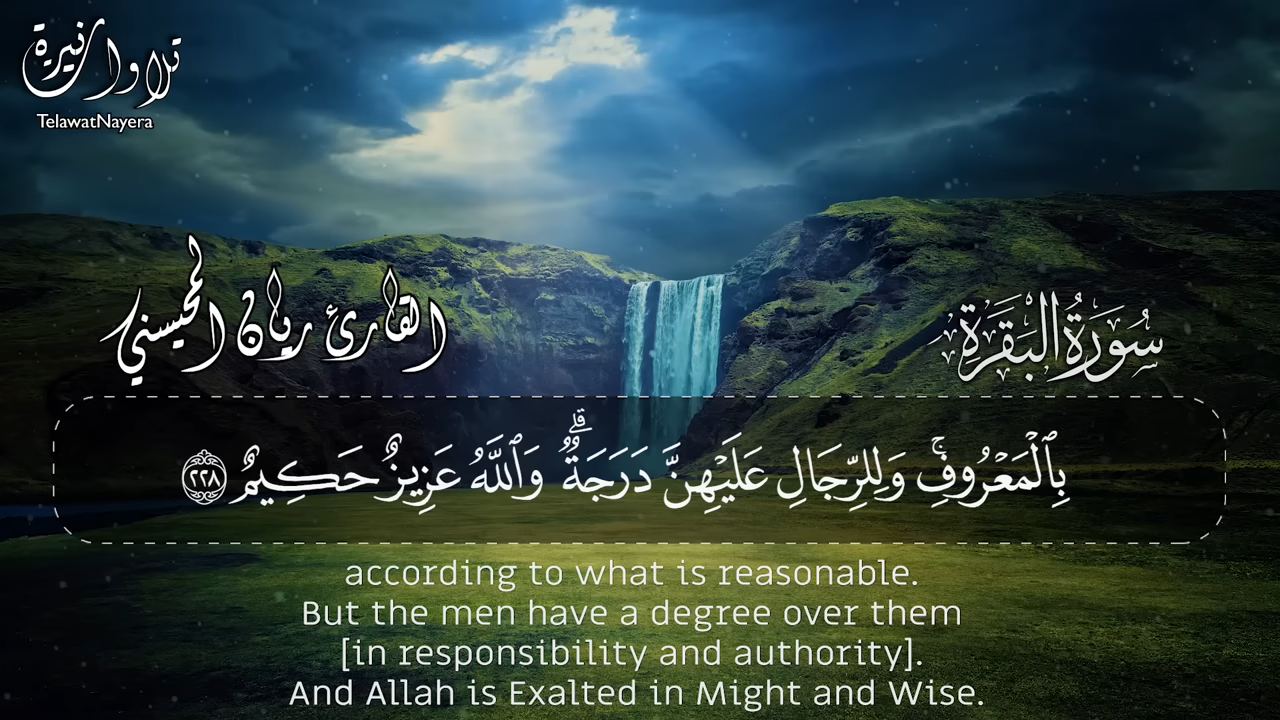 تلاوات نيرة
TelawatNayera
القارئ ريان المحيسني
سُورَةُ البَقَرَةِ
بِٱلْمَعْرُوفِۚ وَلِلرِّجَالِ عَلَيْهِنَّ دَرَجَةٌۗ وَٱللَّهُ عَزِيزٌ حَكِيمٌ ٢٢٨
according to what is reasonable.
But the men have a degree over them
[in responsibility and authority].
And Allah is Exalted in Might and Wise.